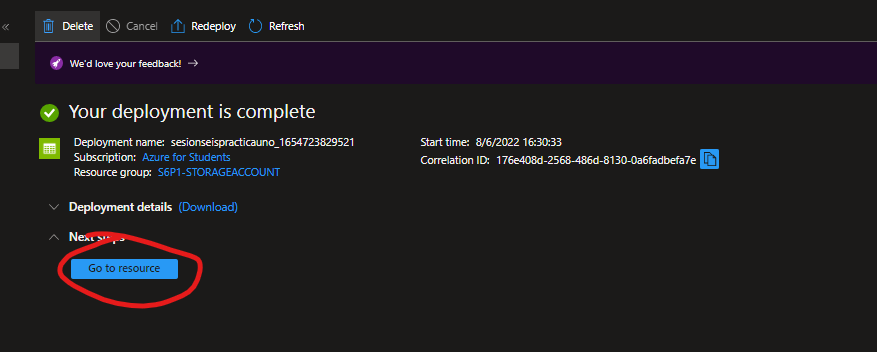 «
Delete Cancel Redeploy Refresh
We'd love your feedback! →
Your deployment is complete
Deployment name: sesionseispracticauno_1654723829521
Subscription: Azure for Students
Resource group: S6P1-STORAGEACCOUNT
Start time: 8/6/2022 16:30:33
Correlation ID: 176e408d-2568-486d-8130-0a6fadbefa7e
Deployment details (Download)
Next steps
Go to resource